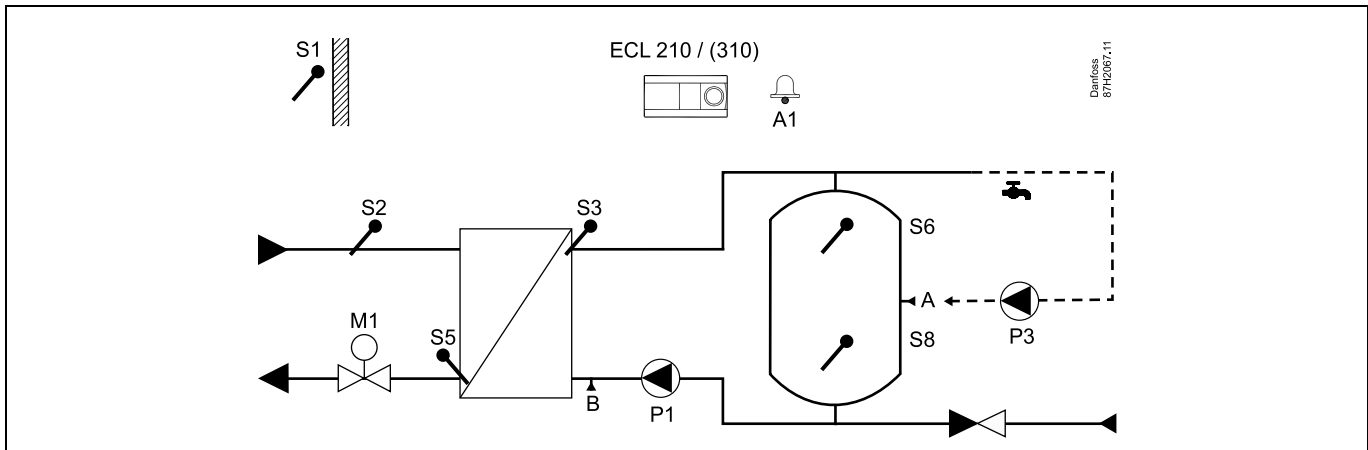 S1
ECL 210 / (310)
A1
Danfoss
87H2067.11
S2
S3
S6
A
P3
M1
S5
S8
B
P1